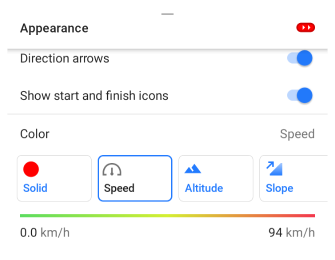 Appearance
Direction arrows
Show start and finish icons
Color Speed
Solid Speed Altitude Slope
0.0 km/h 94 km/h